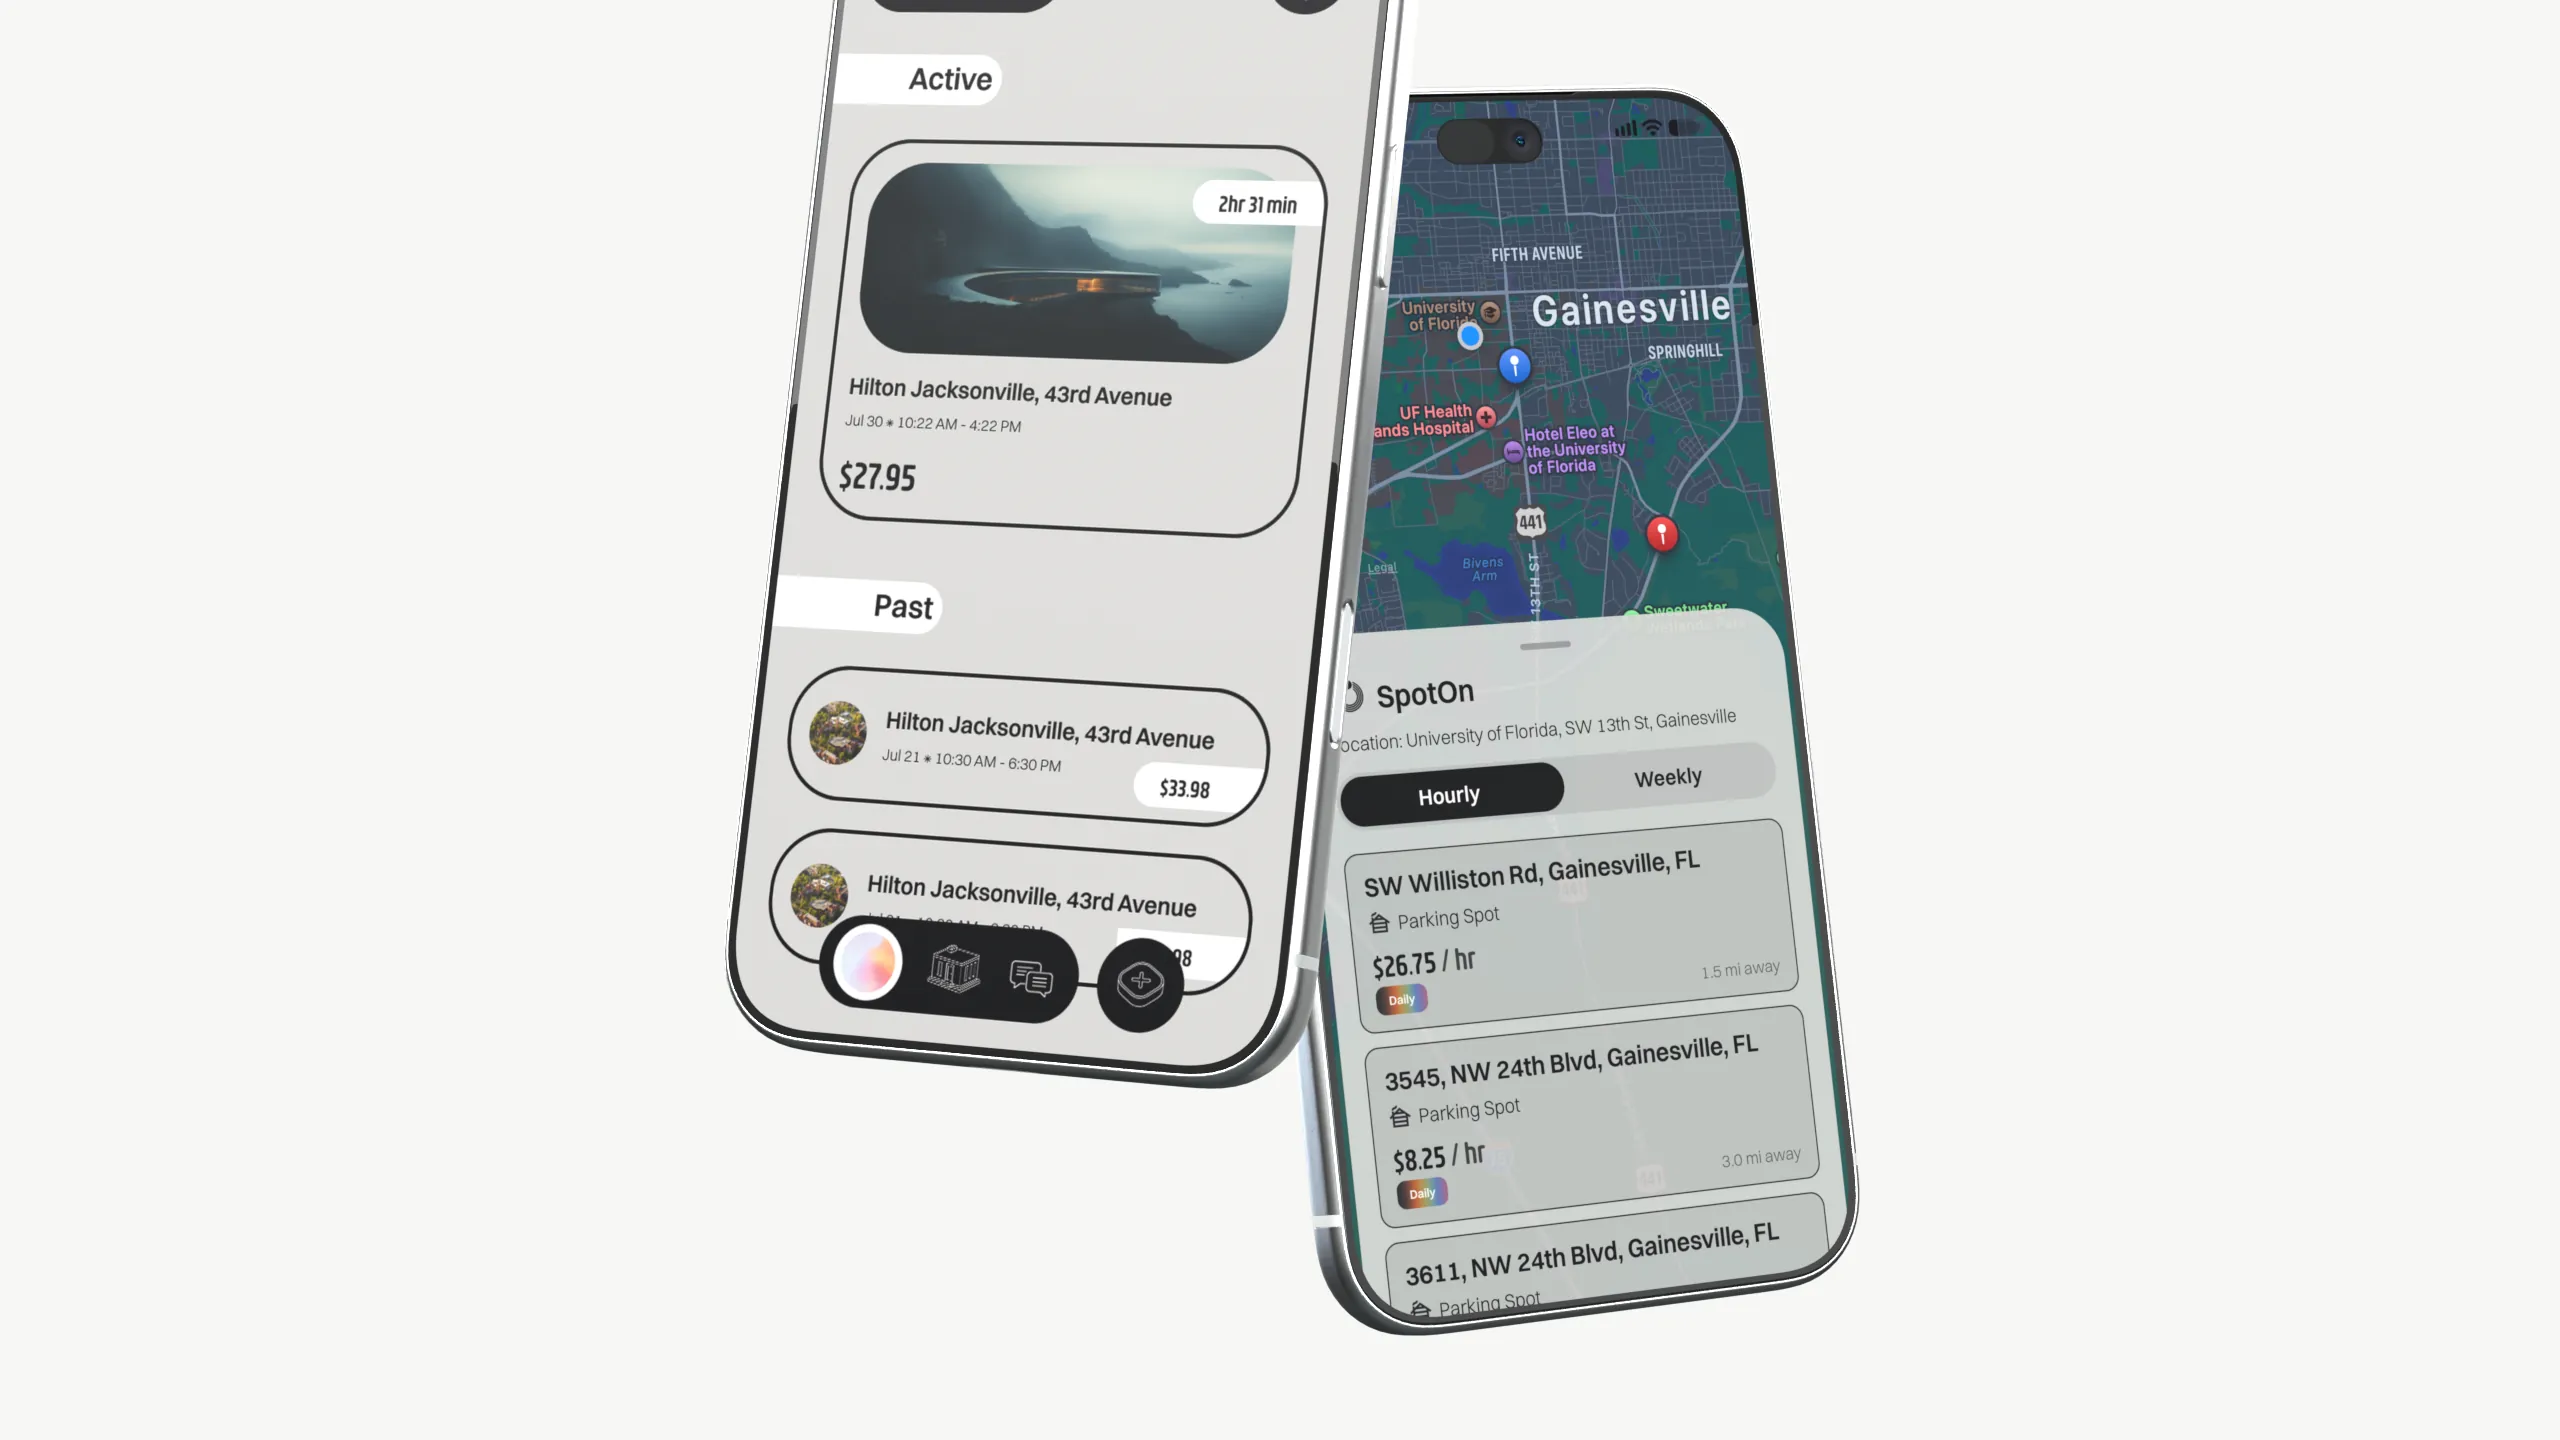 Active
2hr 31 min
Hilton Jacksonville, 43rd Avenue
Jul 30 • 10:22 AM - 4:22 PM
$27.95
Past
Hilton Jacksonville, 43rd Avenue
Jul 21 • 10:30 AM - 6:30 PM
$33.98
Hilton Jacksonville, 43rd Avenue
98
FIFTH AVENUE
University
of Florida
Gainesville
SPRINGHILL
UF Health
ands Hospital
Hotel Eleo at
the University
of Florida
441
Bivens
Arm
Legal
13TH ST
Sweetwater
SpotOn
ocation: University of Florida, SW 13th St, Gainesville
Hourly
Weekly
SW Williston Rd, Gainesville, FL
Parking Spot
$26.75 / hr
1.5 mi away
Daily
3545, NW 24th Blvd, Gainesville, FL
Parking Spot
$8.25 / hr
3.0 mi away
Daily
3611, NW 24th Blvd, Gainesville, FL
Parking Spot